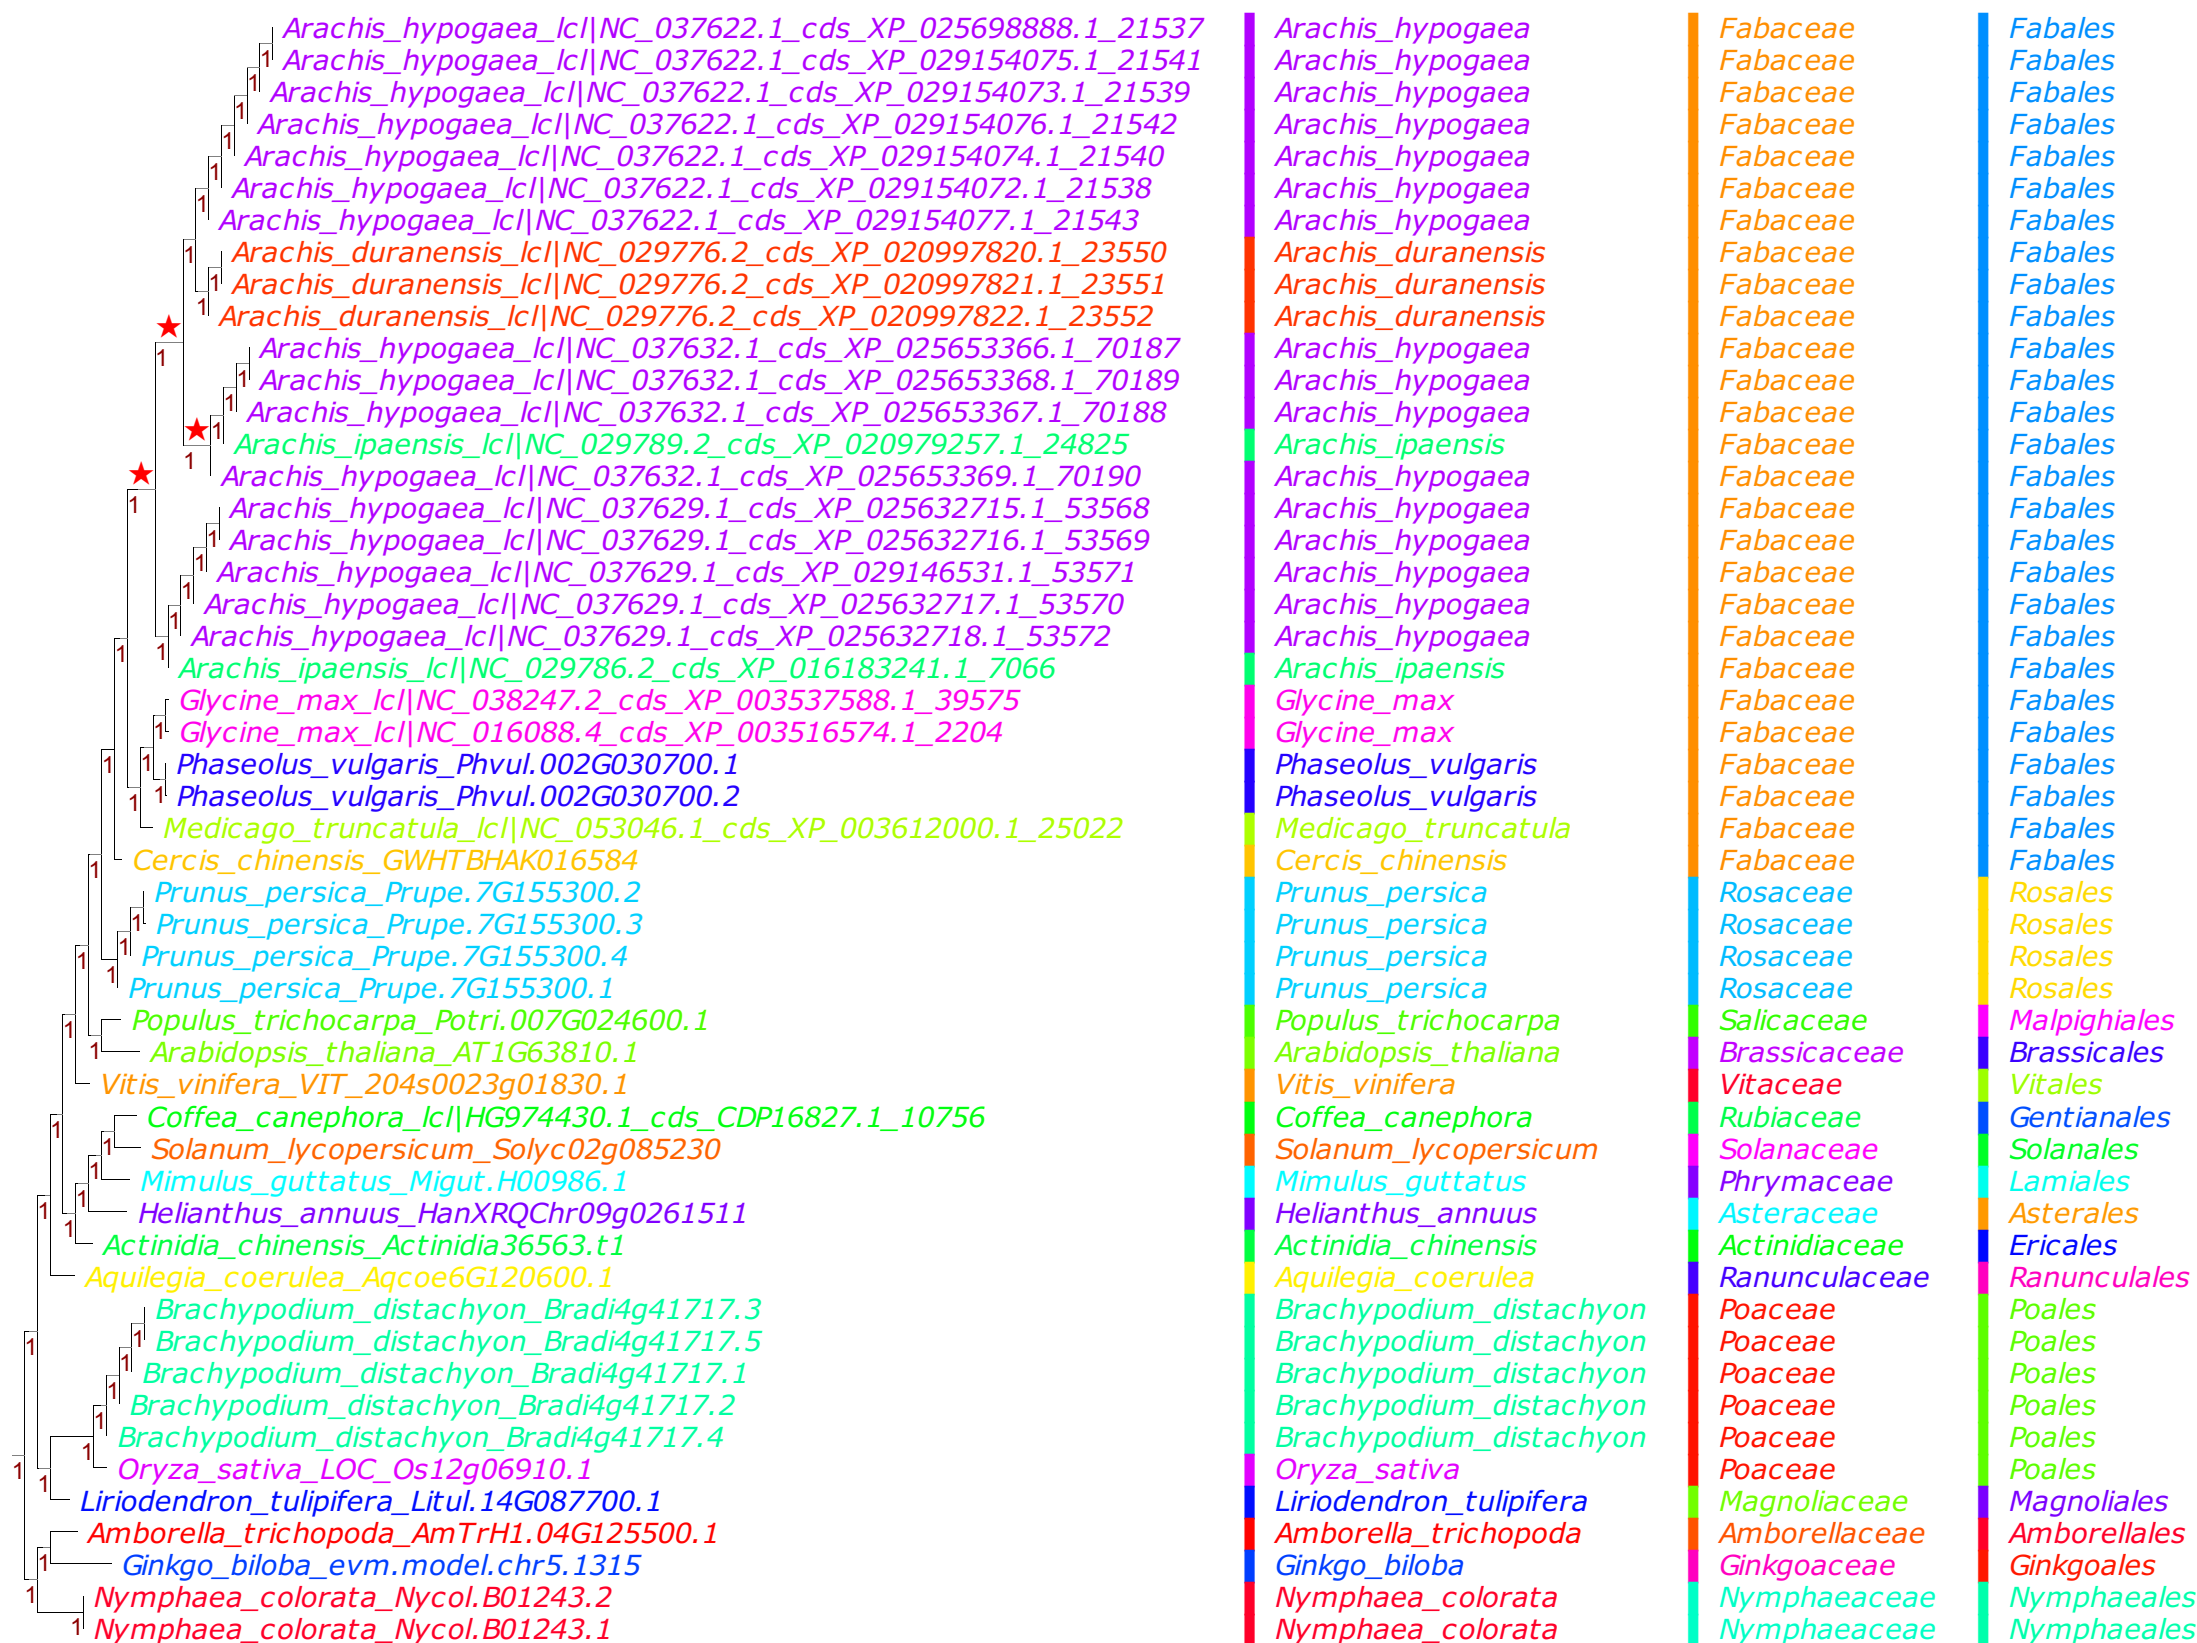 Arachis_hypogaea_lcl|NC_037622.1_cds_XP_025698888.1_21537 Arachis_hypogaea Fabaceae Fabales
Arachis_hypogaea_lcl|NC_037622.1_cds_XP_029154075.1_21541 Arachis_hypogaea Fabaceae Fabales
Arachis_hypogaea_lcl|NC_037622.1_cds_XP_029154073.1_21539 Arachis_hypogaea Fabaceae Fabales
Arachis_hypogaea_lcl|NC_037622.1_cds_XP_029154076.1_21542 Arachis_hypogaea Fabaceae Fabales
Arachis_hypogaea_lcl|NC_037622.1_cds_XP_029154074.1_21540 Arachis_hypogaea Fabaceae Fabales
Arachis_hypogaea_lcl|NC_037622.1_cds_XP_029154072.1_21538 Arachis_hypogaea Fabaceae Fabales
Arachis_hypogaea_lcl|NC_037622.1_cds_XP_029154077.1_21543 Arachis_hypogaea Fabaceae Fabales
Arachis_duranensis_lcl|NC_029776.2_cds_XP_020997820.1_23550 Arachis_duranensis Fabaceae Fabales
Arachis_duranensis_lcl|NC_029776.2_cds_XP_020997821.1_23551 Arachis_duranensis Fabaceae Fabales
Arachis_duranensis_lcl|NC_029776.2_cds_XP_020997822.1_23552 Arachis_duranensis Fabaceae Fabales
Arachis_hypogaea_lcl|NC_037632.1_cds_XP_025653366.1_70187 Arachis_hypogaea Fabaceae Fabales
Arachis_hypogaea_lcl|NC_037632.1_cds_XP_025653368.1_70189 Arachis_hypogaea Fabaceae Fabales
Arachis_hypogaea_lcl|NC_037632.1_cds_XP_025653367.1_70188 Arachis_hypogaea Fabaceae Fabales
Arachis_ipaensis_lcl|NC_029789.2_cds_XP_020979257.1_24825 Arachis_ipaensis Fabaceae Fabales
Arachis_hypogaea_lcl|NC_037632.1_cds_XP_025653369.1_70190 Arachis_hypogaea Fabaceae Fabales
Arachis_hypogaea_lcl|NC_037629.1_cds_XP_025632715.1_53568 Arachis_hypogaea Fabaceae Fabales
Arachis_hypogaea_lcl|NC_037629.1_cds_XP_025632716.1_53569 Arachis_hypogaea Fabaceae Fabales
Arachis_hypogaea_lcl|NC_037629.1_cds_XP_029146531.1_53571 Arachis_hypogaea Fabaceae Fabales
Arachis_hypogaea_lcl|NC_037629.1_cds_XP_025632717.1_53570 Arachis_hypogaea Fabaceae Fabales
Arachis_hypogaea_lcl|NC_037629.1_cds_XP_025632718.1_53572 Arachis_hypogaea Fabaceae Fabales
Arachis_ipaensis_lcl|NC_029786.2_cds_XP_016183241.1_7066 Arachis_ipaensis Fabaceae Fabales
Glycine_max_lcl|NC_038247.2_cds_XP_003537588.1_39575 Glycine_max Fabaceae Fabales
Glycine_max_lcl|NC_016088.4_cds_XP_003516574.1_2204 Glycine_max Fabaceae Fabales
Phaseolus_vulgaris_Phvul.002G030700.1 Phaseolus_vulgaris Fabaceae Fabales
Phaseolus_vulgaris_Phvul.002G030700.2 Phaseolus_vulgaris Fabaceae Fabales
Medicago_truncatula_lcl|NC_053046.1_cds_XP_003612000.1_25022 Medicago_truncatula Fabaceae Fabales
Cercis_chinensis_GWHTBHAK016584 Cercis_chinensis Fabaceae Fabales
Prunus_persica_Prupe.7G155300.2 Prunus_persica Rosaceae Rosales
Prunus_persica_Prupe.7G155300.3 Prunus_persica Rosaceae Rosales
Prunus_persica_Prupe.7G155300.4 Prunus_persica Rosaceae Rosales
Prunus_persica_Prupe.7G155300.1 Prunus_persica Rosaceae Rosales
Populus_trichocarpa_Potri.007G024600.1 Populus_trichocarpa Salicaceae Malpighiales
Arabidopsis_thaliana_AT1G63810.1 Arabidopsis_thaliana Brassicaceae Brassicales
Vitis_vinifera_VIT_204s0023g01830.1 Vitis_vinifera Vitaceae Vitales
Coffea_canephora_lcl|HG974430.1_cds_CDP16827.1_10756 Coffea_canephora Rubiaceae Gentianales
Solanum_lycopersicum_Solyc02g085230 Solanum_lycopersicum Solanaceae Solanales
Mimulus_guttatus_Migut.H00986.1 Mimulus_guttatus Phrymaceae Lamiales
Helianthus_annuus_HanXRQChr09g0261511 Helianthus_annuus Asteraceae Asterales
Actinidia_chinensis_Actinidia36563.t1 Actinidia_chinensis Actinidiaceae Ericales
Aquilegia_coerulea_Aqcoe6G120600.1 Aquilegia_coerulea Ranunculaceae Ranunculales
Brachypodium_distachyon_Bradi4g41717.3 Brachypodium_distachyon Poaceae Poales
Brachypodium_distachyon_Bradi4g41717.5 Brachypodium_distachyon Poaceae Poales
Brachypodium_distachyon_Bradi4g41717.1 Brachypodium_distachyon Poaceae Poales
Brachypodium_distachyon_Bradi4g41717.2 Brachypodium_distachyon Poaceae Poales
Brachypodium_distachyon_Bradi4g41717.4 Brachypodium_distachyon Poaceae Poales
Oryza_sativa_LOC_Os12g06910.1 Oryza_sativa Poaceae Poales
Liriodendron_tulipifera_Litul.14G087700.1 Liriodendron_tulipifera Magnoliaceae Magnoliales
Amborella_trichopoda_AmTrH1.04G125500.1 Amborella_trichopoda Amborellaceae Amborellales
Ginkgo_biloba_evm.model.chr5.1315 Ginkgo_biloba Ginkgoaceae Ginkgoales
Nymphaea_colorata_Nycol.B01243.2 Nymphaea_colorata Nymphaeaceae Nymphaeales
Nymphaea_colorata_Nycol.B01243.1 Nymphaea_colorata Nymphaeaceae Nymphaeales